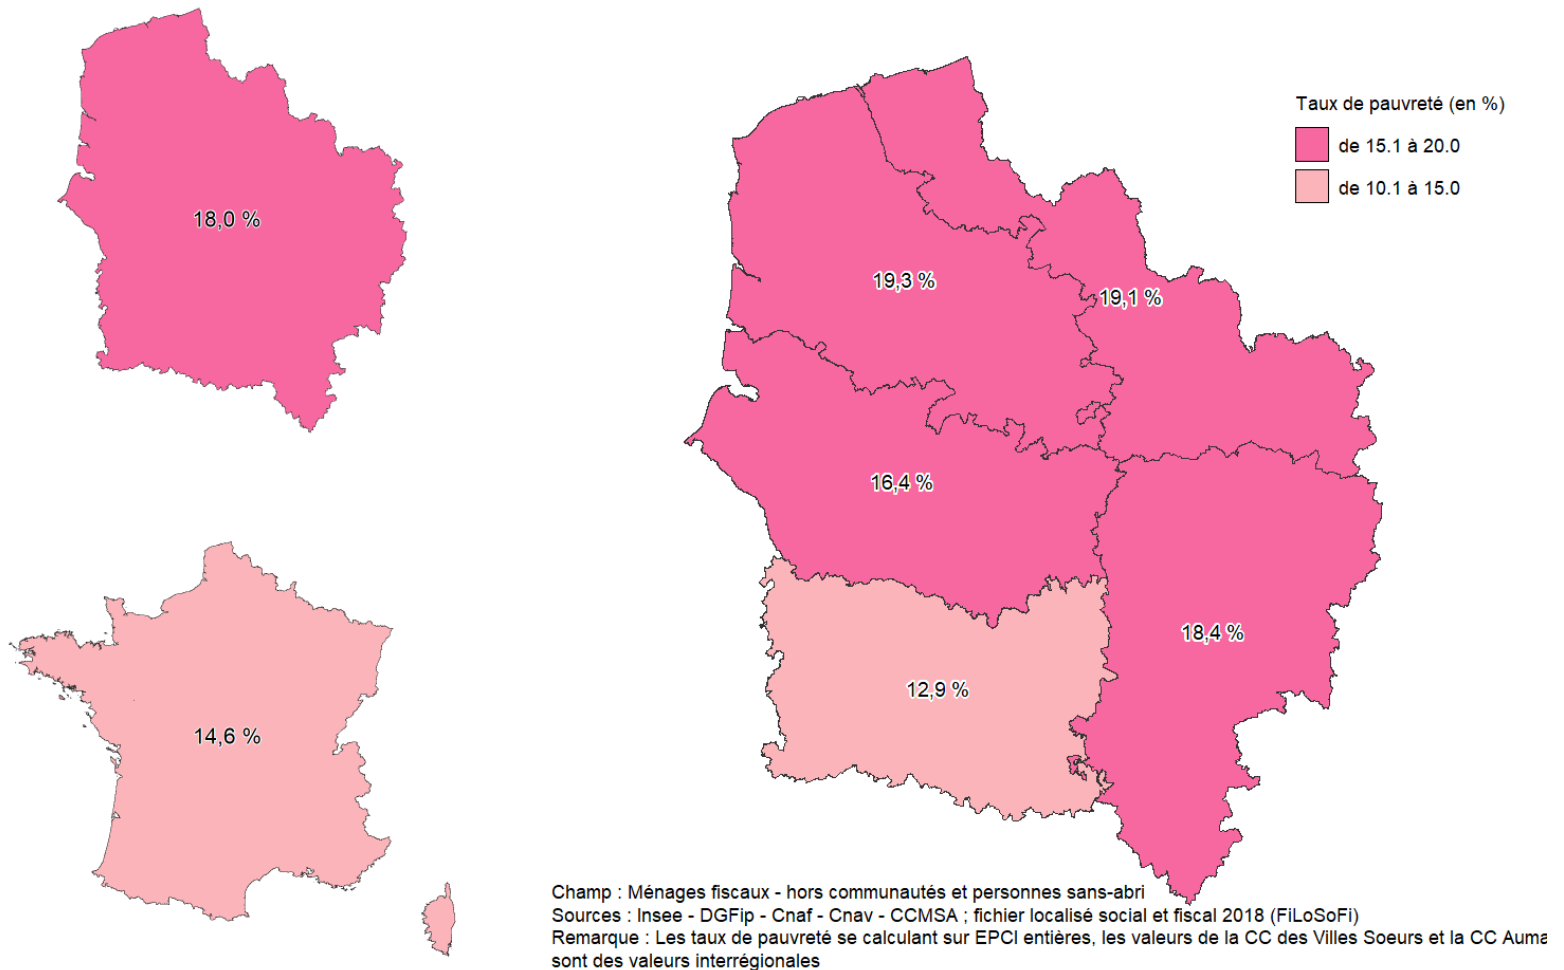 18,0 %
14,6 %
Taux de pauvreté (en %)
de 15.1 à 20.0
de 10.1 à 15.0
19,3 %
19,1 %
16,4 %
18,4 %
12,9 %
Champ : Ménages fiscaux - hors communautés et personnes sans-abri
Sources : Insee - DGFip - Cnaf - Cnav - CCMSA ; fichier localisé social et fiscal 2018 (FiLoSoFi)
Remarque : Les taux de pauvreté se calculant sur EPCI entières, les valeurs de la CC des Villes Soeurs et la CC Auma
sont des valeurs interrégionales